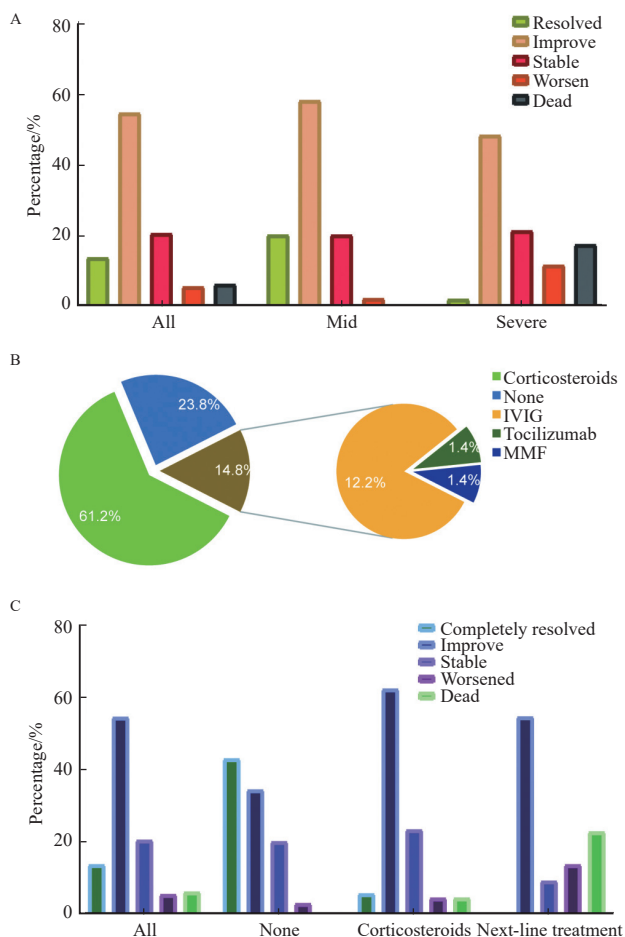 A
80
60
40
20
0
Percentage/%
Resolved
Improve
Stable
Worsen
Dead
All
Mid
Severe
B
23.8%
14.8%
61.2%
12.2%
1.4%
1.4%
Corticosteroids
None
IVIG
Tocilizumab
MMF
C
80
60
40
20
0
Percentage/%
Completely resolved
Improve
Stable
Worsened
Dead
All
None
Corticosteroids
Next-line treatment